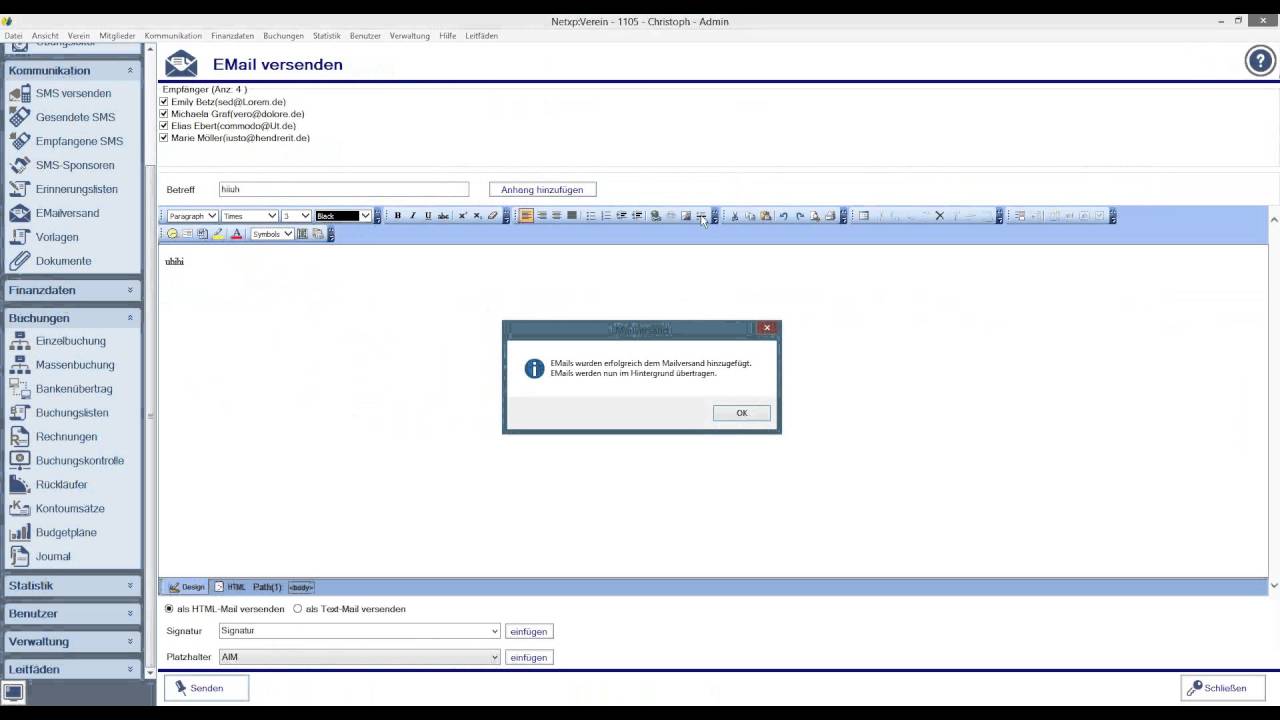 Netxp:Verein - 1105 - Christoph - Admin
Datei Ansicht Verein Mitglieder Kommunikation Finanzdaten Buchungen Statistik Benutzer Verwaltung Hilfe Leitfäden
Übungsleiter
Kommunikation
SMS versenden
Gesendete SMS
Empfangene SMS
SMS-Sponsoren
Erinnerungslisten
EMailversand
Vorlagen
Dokumente
Finanzdaten
Buchungen
Einzelbuchung
Massenbuchung
Bankenübertrag
Buchungslisten
Rechnungen
Buchungskontrolle
Rückläufer
Kontoumsätze
Budgetpläne
Journal
Statistik
Benutzer
Verwaltung
Leitfäden
EMail versenden
Empfänger (Anz: 4 )
Emily Betz(sed@Lorem.de)
Michaela Graf(vero@dolore.de)
Elias Ebert(commodo@Ut.de)
Marie Möller(iusto@hendrerit.de)
Betreff hiiuh Anhang hinzufügen
Paragraph Times 3 Black B I U abc
Symbols
uhihi
Mailversand
EMails wurden erfolgreich dem Mailversand hinzugefügt.
EMails werden nun im Hintergrund übertragen.
OK
Design HTML Path(1) <body>
als HTML-Mail versenden als Text-Mail versenden
Signatur Signatur einfügen
Platzhalter AIM einfügen
Senden Schließen